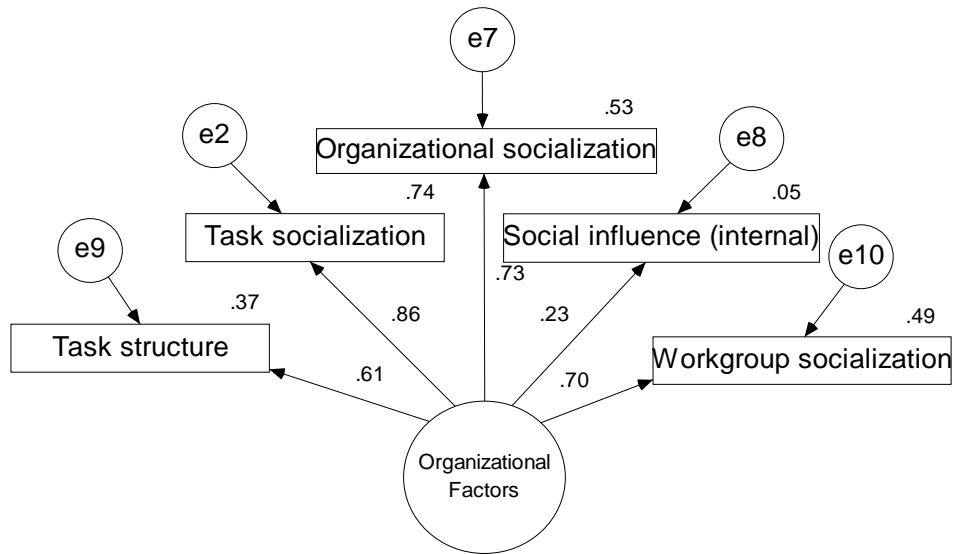 e7
.53
Organizational socialization
e2
e8
.74
.05
Task socialization
Social influence (internal)
e9
e10
.73
.37
.86
.23
.49
Task structure
Workgroup socialization
.61
.70
Organizational
Factors